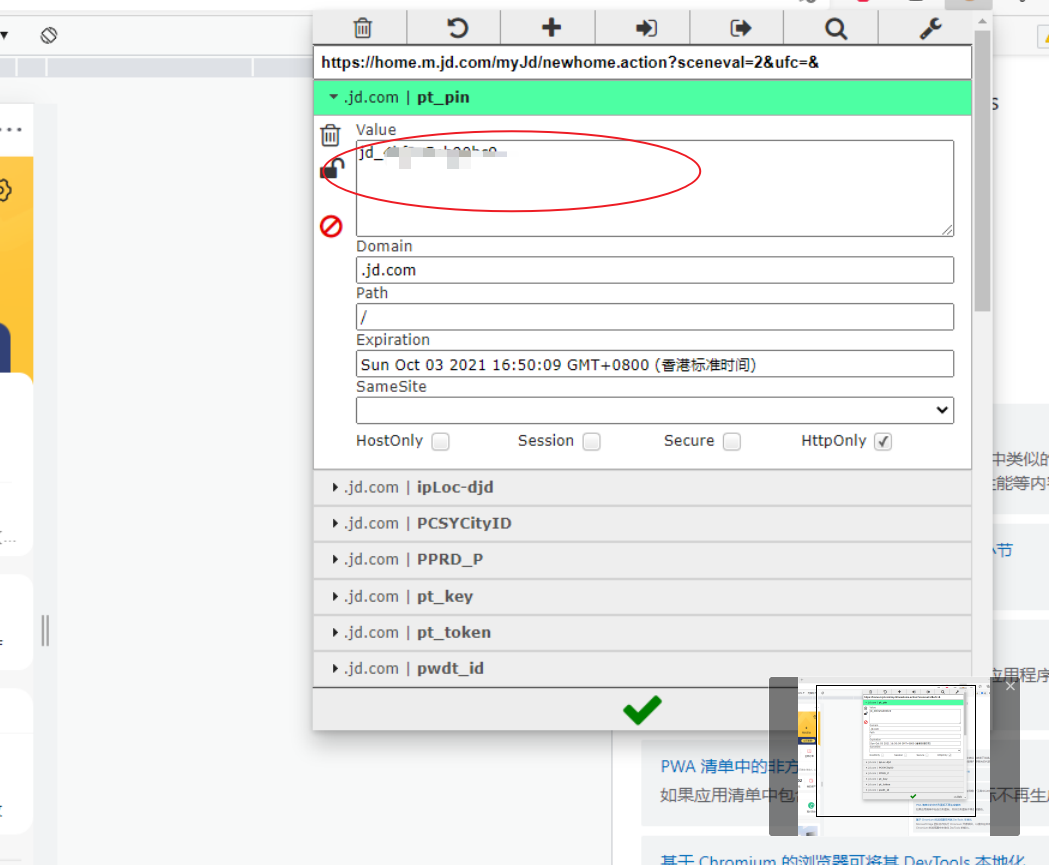 https://home.m.jd.com/myJd/newhome.action?sceneval=2&ufc=&
.jd.com | pt_pin
Value
jd_
Domain
.jd.com
Path
/
Expiration
Sun Oct 03 2021 16:50:09 GMT+0800 (香港标准时间)
SameSite
HostOnly
Session
Secure
HttpOnly
.jd.com | ipLoc-djd
.jd.com | PCSYCityID
.jd.com | PPRD_P
.jd.com | pt_key
.jd.com | pt_token
.jd.com | pwdt_id
s
中类似的
性能等内容
小节
应用程序
PWA 清单中的非方
如果应用清单中包
标不再生成
基于 Chromium 的浏览器可将其 DevTools 本地化